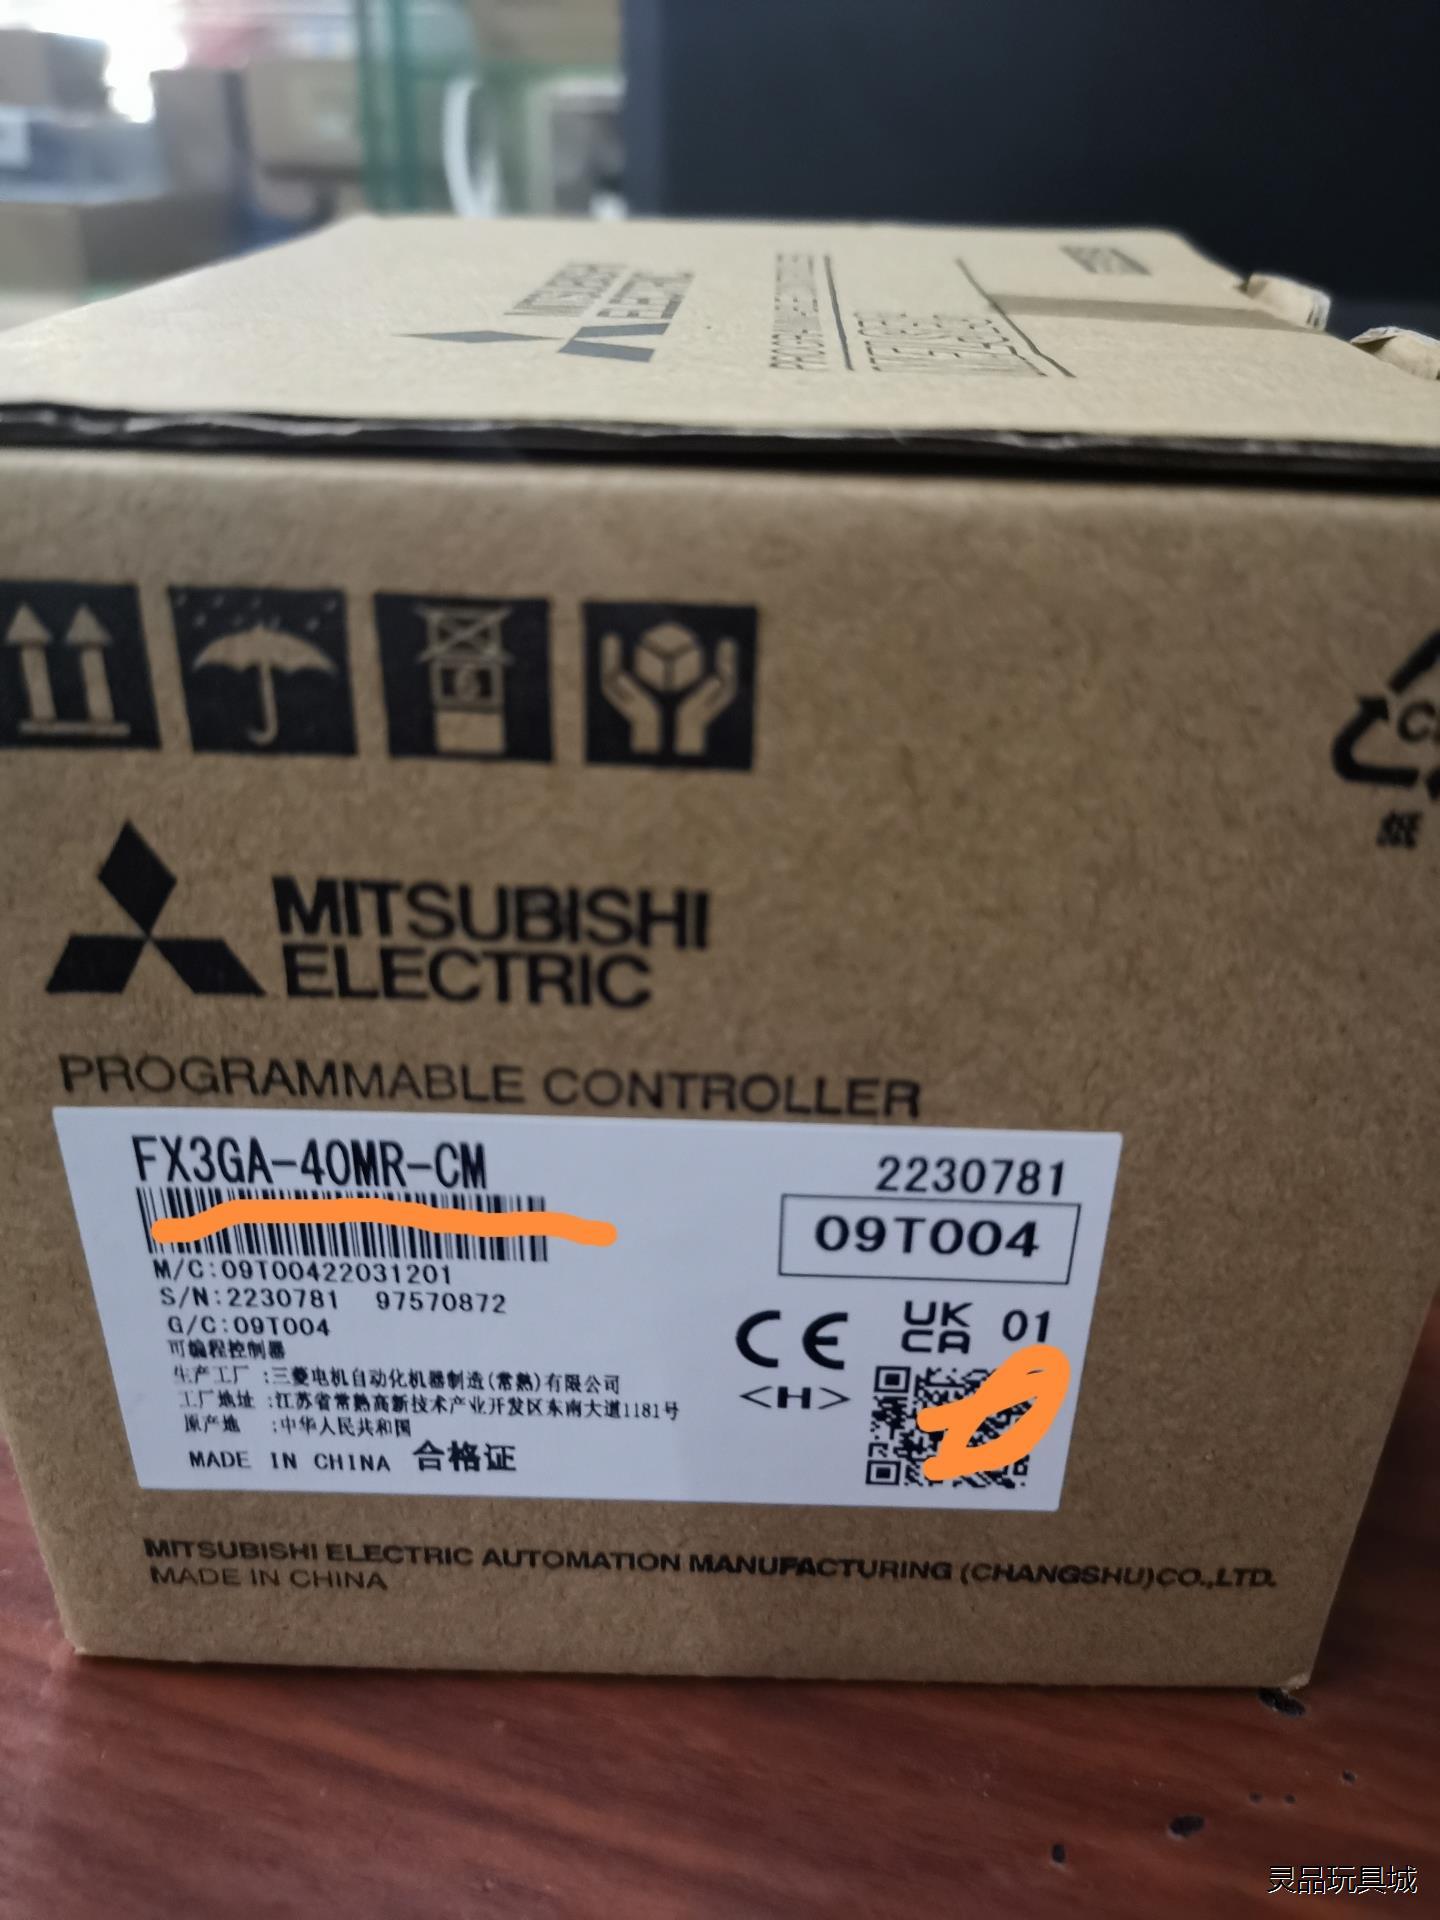 MITSUBISHI
ELECTRIC
MITSUBISHI
ELECTRIC
PROGRAMMABLE CONTROLLER
FX3GA-40MR-CM
2230781
09T004
M/C:09T00422031201
S/N:2230781 97570872
G/C:09T004
可编程控制器
生产工厂 :三菱电机自动化机器制造(常熟)有限公司
工厂地址 :江苏省常熟高新技术产业开发区东南大道1181号
原产地 :中华人民共和国
MADE IN CHINA 合格证
CE
UK
CA
01
<H>
纸
MITSUBISHI ELECTRIC AUTOMATION MANUFACTURING (CHANGSHU)CO.,LTD.
MADE IN CHINA
灵品玩具城